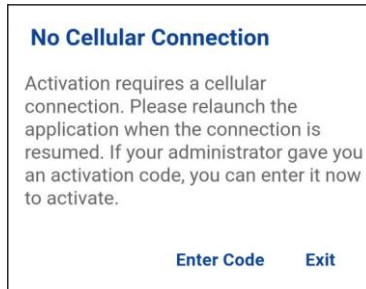 No Cellular Connection
Activation requires a cellular
connection. Please relaunch the
application when the connection is
resumed. If your administrator gave you
an activation code, you can enter it now
to activate.
Enter Code Exit